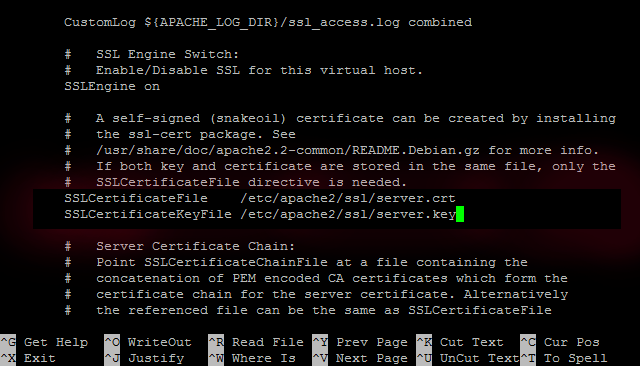 CustomLog ${APACHE_LOG_DIR}/ssl_access.log combined
#   SSL Engine Switch:
#   Enable/Disable SSL for this virtual host.
SSLEngine on
#   A self-signed (snakeoil) certificate can be created by installing
#   the ssl-cert package. See
#   /usr/share/doc/apache2.2-common/README.Debian.gz for more info.
#   If both key and certificate are stored in the same file, only the
#   SSLCertificateFile directive is needed.
SSLCertificateFile    /etc/apache2/ssl/server.crt
SSLCertificateKeyFile /etc/apache2/ssl/server.key
#   Server Certificate Chain:
#   Point SSLCertificateChainFile at a file containing the
#   concatenation of PEM encoded CA certificates which form the
#   certificate chain for the server certificate. Alternatively
#   the referenced file can be the same as SSLCertificateFile
^G Get Help  ^O WriteOut  ^R Read File ^Y Prev Page ^K Cut Text  ^C Cur Pos
^X Exit      ^J Justify   ^W Where Is  ^V Next Page ^U UnCut Text^T To Spell